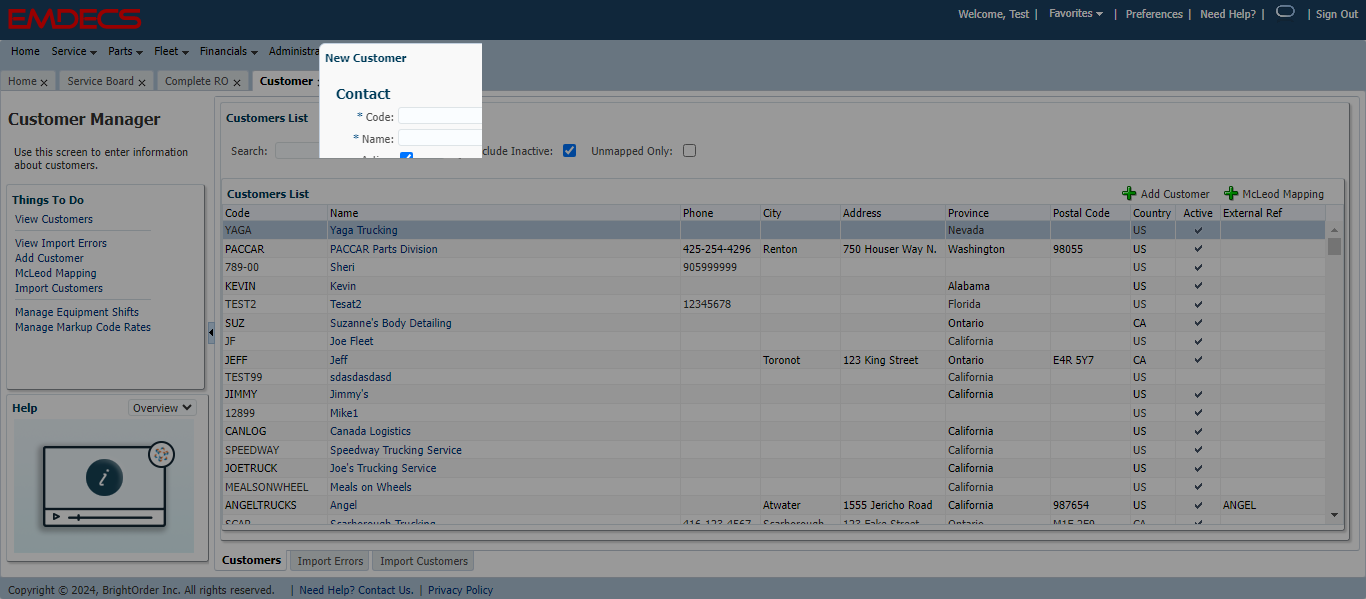 EMDECS
Welcome, Test | Favorites | Preferences | Need Help? | | Sign Out
Home Service Parts Fleet Financials Administra
Home x Service Board x Complete RO x Customer
New Customer
Contact
* Code:
* Name:
Customer Manager
Use this screen to enter information
about customers.
Things To Do
View Customers
View Import Errors
Add Customer
McLeod Mapping
Import Customers
Manage Equipment Shifts
Manage Markup Code Rates
Help Overview
i
Customers List
Search: clude Inactive: Unmapped Only:
Customers List Add Customer McLeod Mapping
Code Name Phone City Address Province Postal Code Country Active External Ref
YAGA Yaga Trucking Nevada US
PACCAR PACCAR Parts Division 425-254-4296 Renton 750 Houser Way N. Washington 98055 US
789-00 Sheri 905999999 US
KEVIN Kevin Alabama US
TEST2 Tesat2 12345678 Florida US
SUZ Suzanne's Body Detailing Ontario CA
JF Joe Fleet California US
JEFF Jeff Toronot 123 King Street Ontario E4R 5Y7 CA
TEST99 sdasdasdasd California US
JIMMY Jimmy's California US
12899 Mike1 US
CANLOG Canada Logistics California US
SPEEDWAY Speedway Trucking Service California US
JOETRUCK Joe's Trucking Service California US
MEALSONWHEEL Meals on Wheels California US
ANGELTRUCKS Angel Atwater 1555 Jericho Road California 987654 US ANGEL
SCAR Scarborough Trucking 416-123-4567 Scarborough 123 Fake Street Ontario CA
Customers Import Errors Import Customers
Copyright © 2024, BrightOrder Inc. All rights reserved. | Need Help? Contact Us. | Privacy Policy